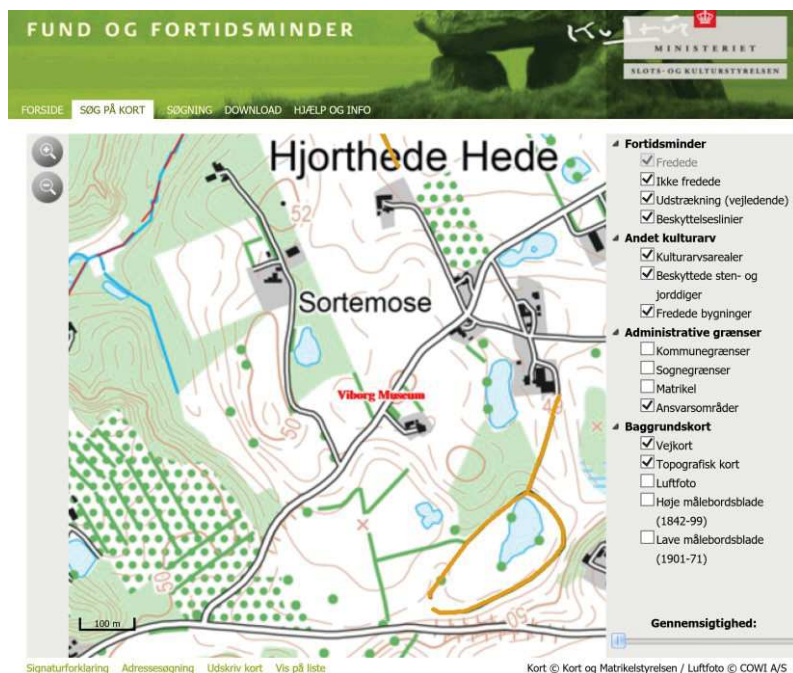 FUND OG FORTIDSMINDER
Kultur
MINISTERIET
SLOTS- OG KULTURSTYRELSEN
FORSIDE SØG PÅ KORT SØGNING DOWNLOAD HJÆLP OG INFO
Hjorthede Hede
52
Sortemose
Viborg Museum
50
50
50
100 m
Fortidsminder
Fredede
Ikke fredede
Udstrækning (vejledende)
Beskyttelseslinier
Andet kulturarv
Kulturarvsarealer
Beskyttede sten- og
jorddiger
Fredede bygninger
Administrative grænser
Kommunegrænser
Sognegrænser
Matrikel
Ansvarsområder
Baggrundskort
Vejkort
Topografisk kort
Luftfoto
Høje målebordsblade
(1842-99)
Lave målebordsblade
(1901-71)
Gennemsigtighed:
Signaturforklaring Adressesøgning Udskriv kort Vis på liste
Kort © Kort og Matrikelstyrelsen / Luftfoto © COWI A/S